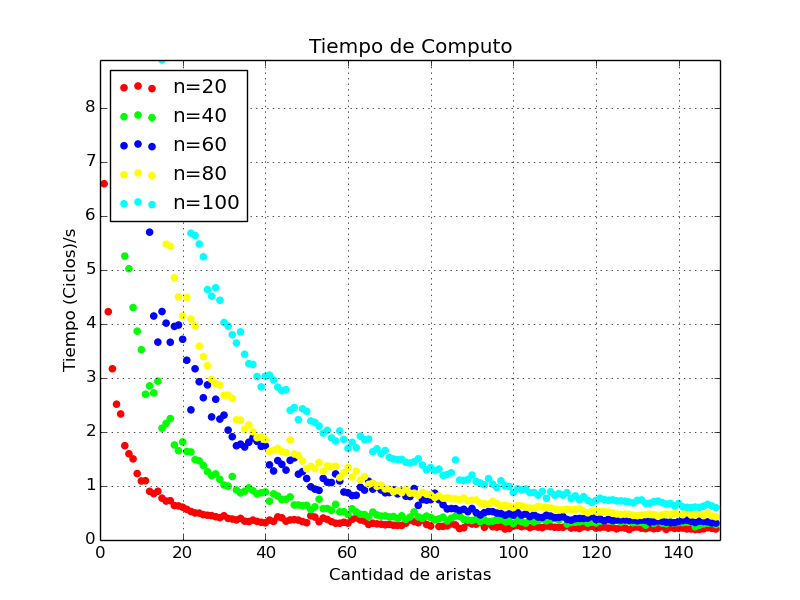 Tiempo de Computo
n=20
n=40
n=60
n=80
n=100
Tiempo (Ciclos)/s
8
7
6
5
4
3
2
1
0
0 20 40 60 80 100 120 140
Cantidad de aristas